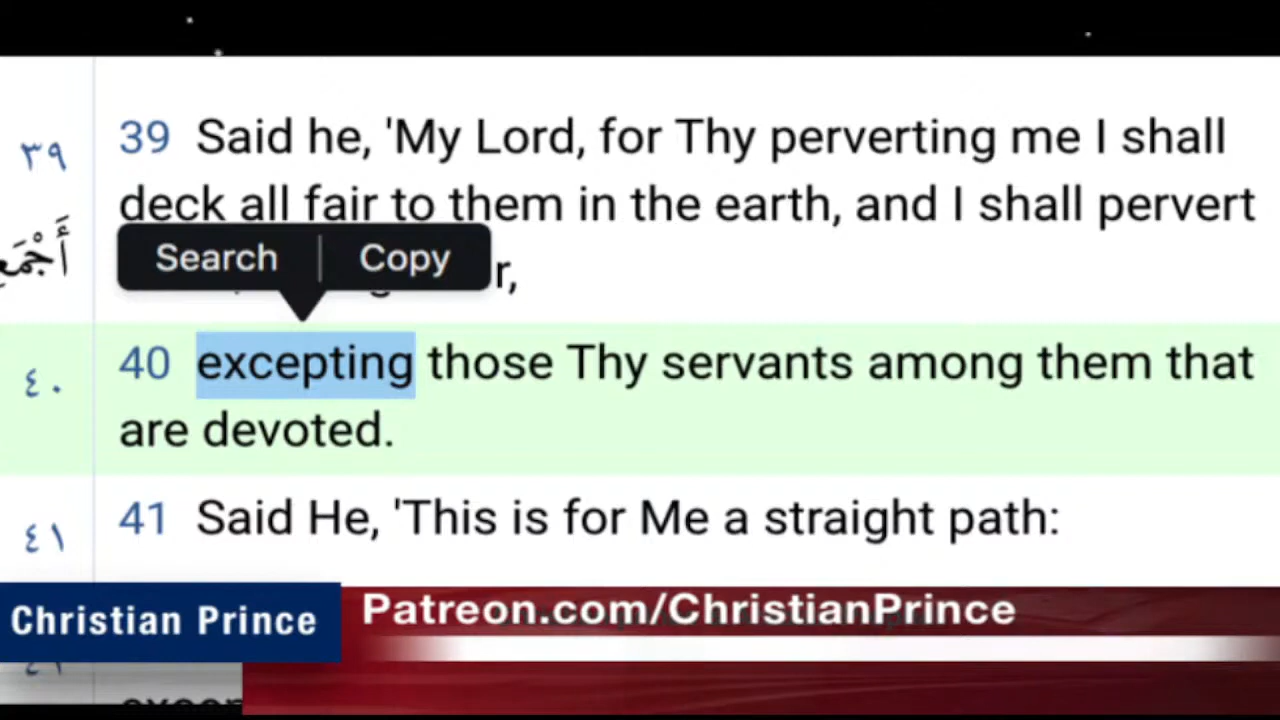 ٣٩
39 Said he, 'My Lord, for Thy perverting me I shall
deck all fair to them in the earth, and I shall pervert
Search | Copy
r,
٤٠
40 excepting those Thy servants among them that
are devoted.
٤١
41 Said He, 'This is for Me a straight path:
Christian Prince
Patreon.com/ChristianPrince